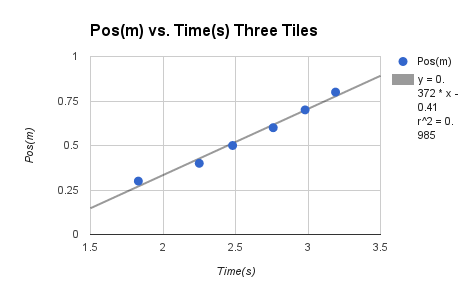 Pos(m) vs. Time(s) Three Tiles
1
0.75
0.5
0.25
0
Pos(m)
1.5 2 2.5 3 3.5
Time(s)
Pos(m)
y = 0.
372 * x -
0.41
r^2 = 0.
985